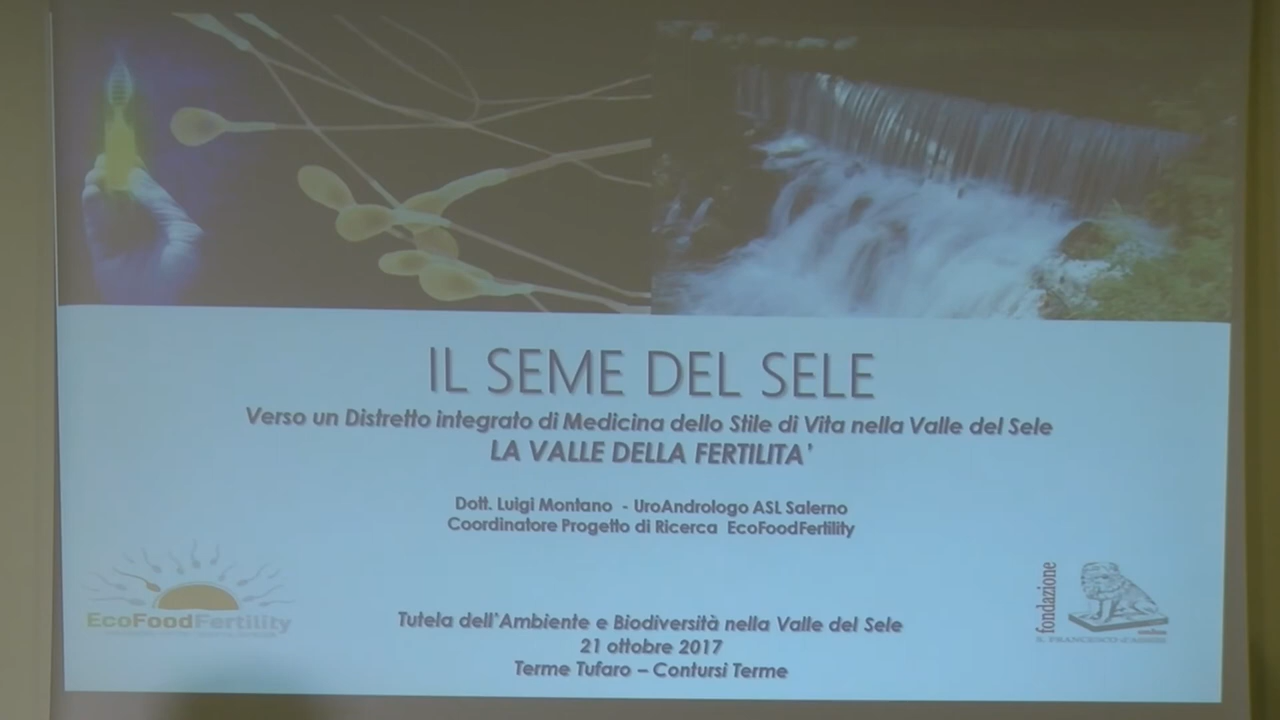 IL SEME DEL SELE
Verso un Distretto integrato di Medicina dello Stile di Vita nella Valle del Sele
LA VALLE DELLA FERTILITA'
Dott. Luigi Montano - UroAndrologo ASL Salerno
Coordinatore Progetto di Ricerca EcoFoodFertility
EcoFoodFertility
fondazione
S. FRANCESCO
Tutela dell'Ambiente e Biodiversità nella Valle del Sele
21 ottobre 2017
Terme Tufaro – Contursi Terme